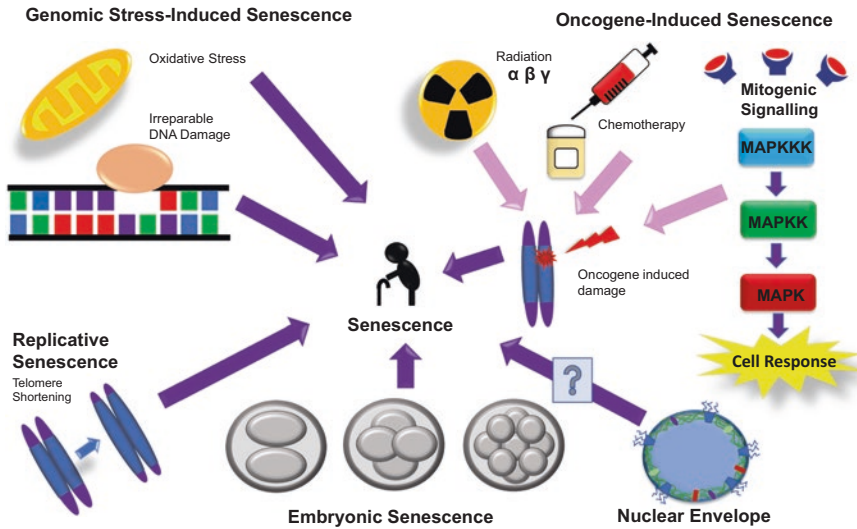 Genomic Stress-Induced Senescence
Oxidative Stress
Irreparable
DNA Damage
Oncogene-Induced Senescence
Radiation
α β γ
Chemotherapy
Mitogenic
Signalling
MAPKKK
MAPKK
MAPK
Cell Response
Oncogene induced
damage
Senescence
Replicative
Senescence
Telomere
Shortening
?
Embryonic Senescence
Nuclear Envelope